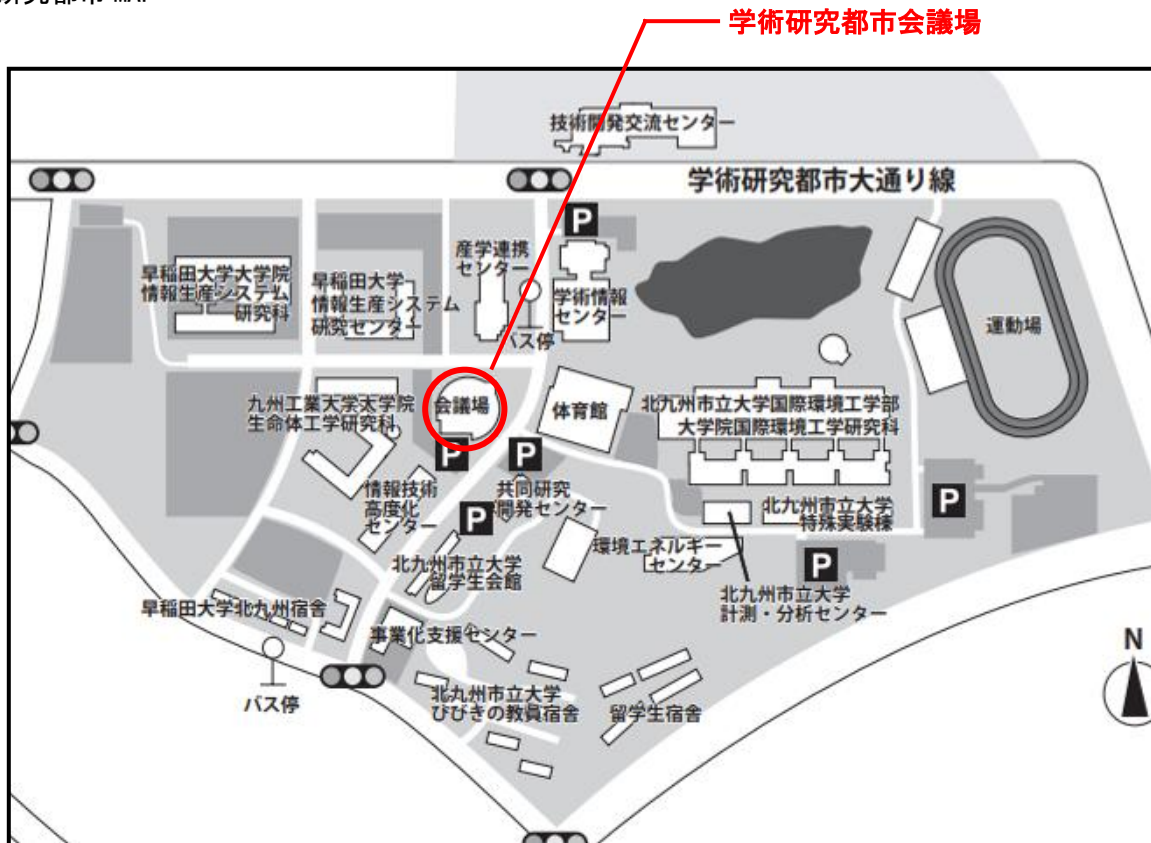 学術研究都市会議場
技術開発交流センター
学術研究都市大通り線
P
産学連携
センター
早稲田大学大学院
情報生産システム
研究科
早稲田大学
情報生産システム
研究センター
学術情報
センター
バス停
運動場
九州工業大学大学院
生命体工学研究科
会議場
体育館
北九州市立大学国際環境工学部
大学院国際環境工学研究科
P
P
情報技術
高度化
センター
共同研究
開発センター
P
北九州市立大学
特殊実験棟
P
環境エネルギー
センター
P
北九州市立大学
留学生会館
北九州市立大学
計測・分析センター
早稲田大学北九州宿舎
事業化支援センター
バス停
北九州市立大学
びびきの教員宿舎
留学生宿舎
N